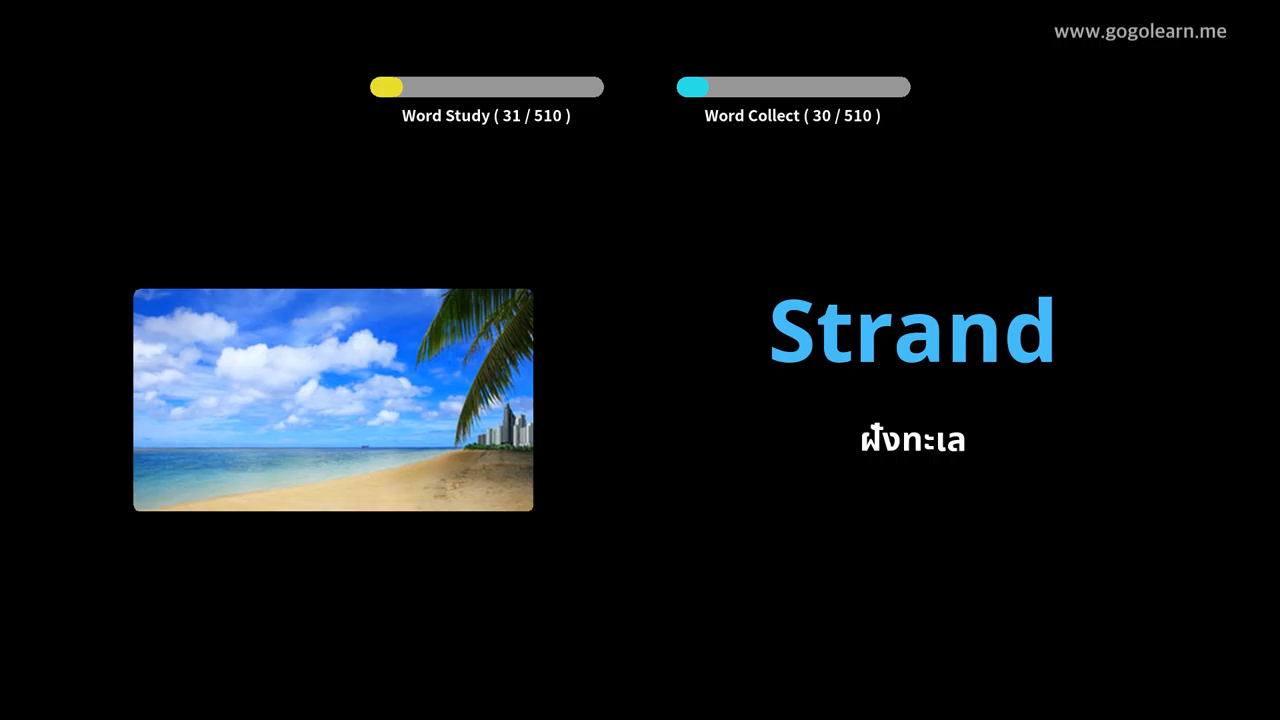 www.gogolearn.me
Word Study ( 31 / 510 )
Word Collect ( 30 / 510 )
Strand
ฝั่งทะเล